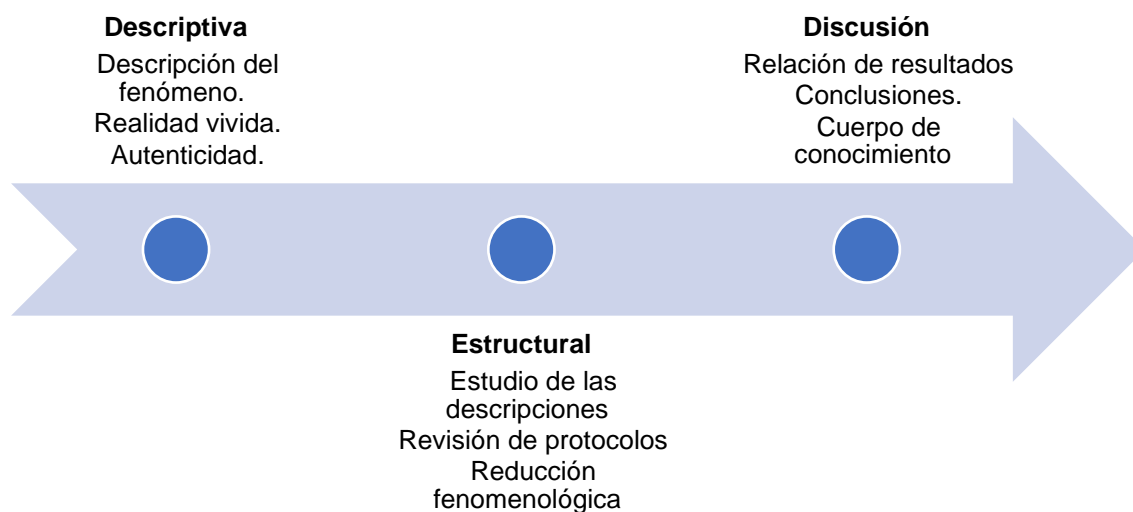 Descriptiva
Descripción del
fenómeno.
Realidad vivida.
Autenticidad.
Discusión
Relación de resultados
Conclusiones.
Cuerpo de
conocimiento
Estructural
Estudio de las
descripciones
Revisión de protocolos
Reducción
fenomenológica